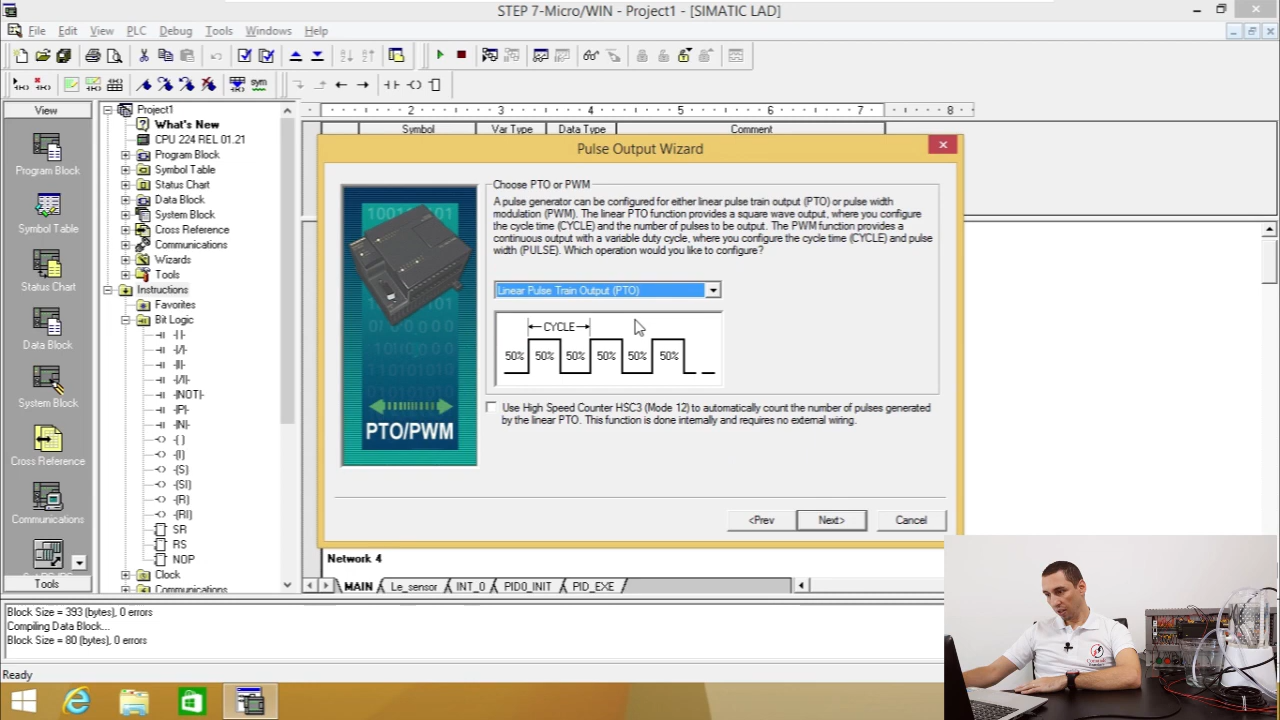 STEP 7-Micro/WIN - Project1 - [SIMATIC LAD]
File Edit View PLC Debug Tools Windows Help
View
Program Block
Symbol Table
Status Chart
Data Block
System Block
Cross Reference
Communications
Tools
Project1
What's New
CPU 224 REL 01.21
Program Block
Symbol Table
Status Chart
Data Block
System Block
Cross Reference
Communications
Wizards
Tools
Instructions
Favorites
Bit Logic
-| |-
-|/|-
-|I|-
-|/I|-
-|NOT|-
-|P|-
-|N|-
-( )
-(I)
-(S)
-(SI)
-(R)
-(RI)
SR
RS
NOP
Clock
Communications
2 3 4 5 6 7 8
Symbol Var Type Data Type Comment
Pulse Output Wizard
PTO/PWM
Choose PTO or PWM
A pulse generator can be configured for either linear pulse train output (PTO) or pulse width
modulation (PWM). The linear PTO function provides a square wave output, where you configure
the cycle time (CYCLE) and the number of pulses to be output. The PWM function provides a
continuous output with a variable duty cycle, where you configure the cycle time (CYCLE) and pulse
width (PULSE). Which operation would you like to configure?
Linear Pulse Train Output (PTO)
CYCLE
50% 50% 50% 50% 50% 50%
Use High Speed Counter HSC3 (Mode 12) to automatically count the number of pulses generated
by the linear PTO. This function is done internally and requires no external wiring.
<Prev Next> Cancel
Network 4
MAIN Le_sensor INT_0 PID0_INIT PID_EXE
Block Size = 393 (bytes), 0 errors
Compiling Data Block...
Block Size = 80 (bytes), 0 errors
Ready